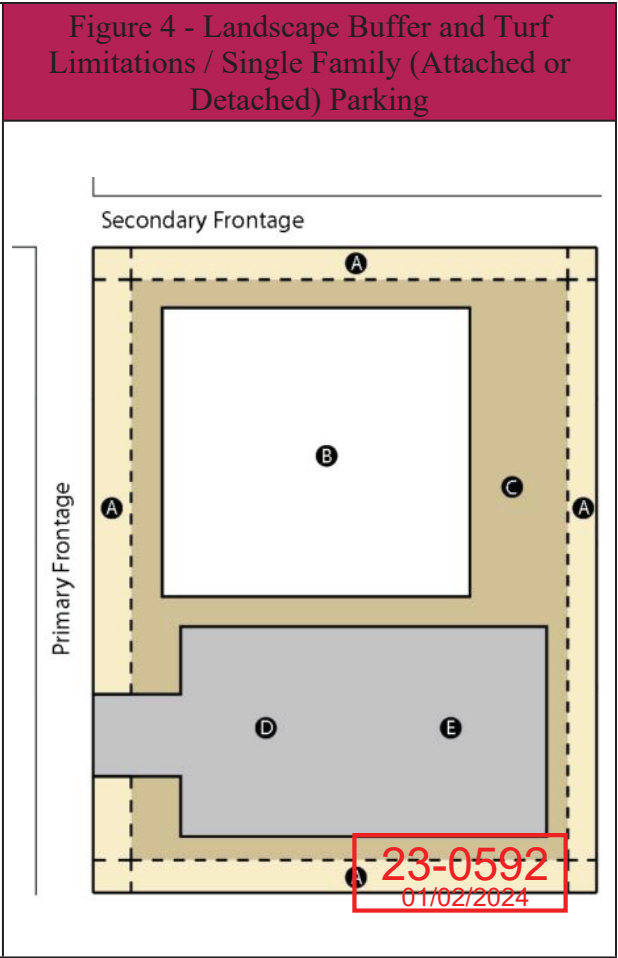 Figure 4 - Landscape Buffer and Turf
Limitations / Single Family (Attached or
Detached) Parking
Secondary Frontage
A
B
C
A
A
Primary Frontage
D
E
A
23-0592
01/02/2024